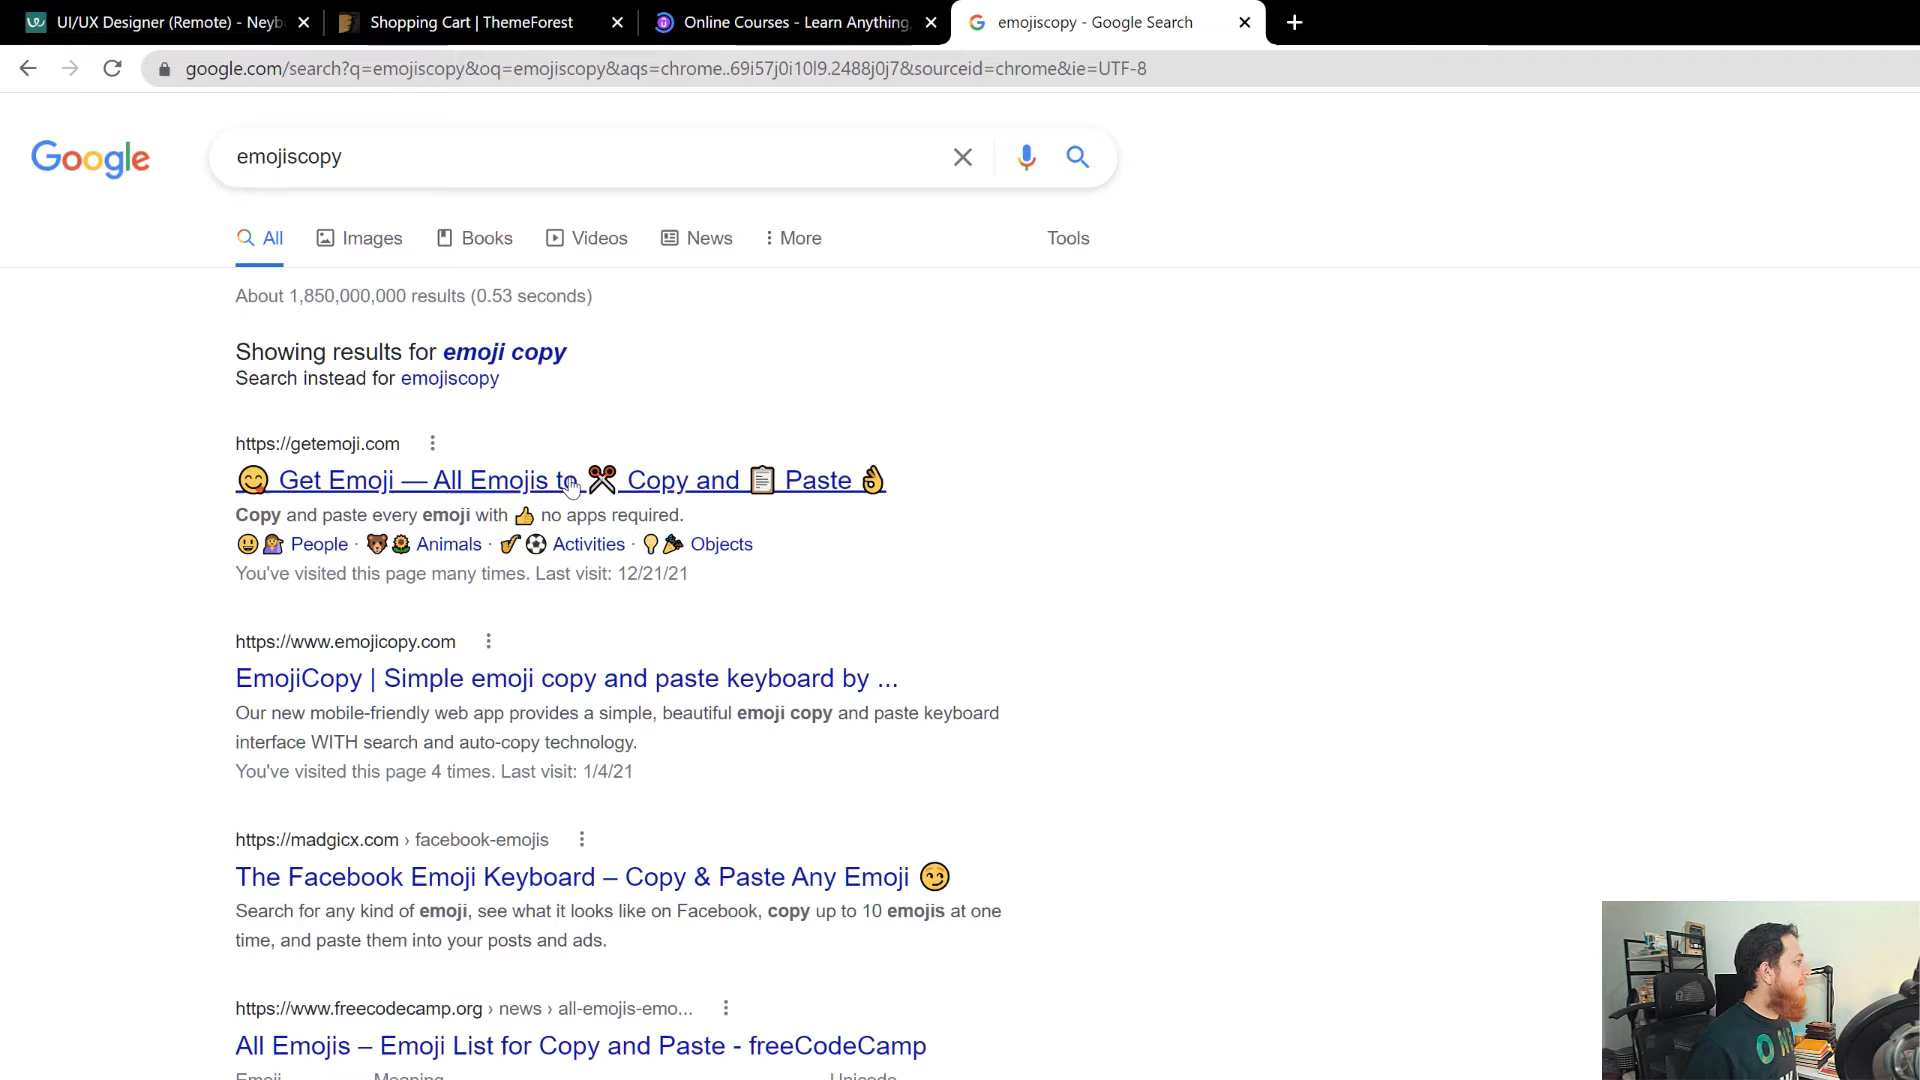 UI/UX Designer (Remote) - Neyb
Shopping Cart | ThemeForest
Online Courses - Learn Anything,
emojiscopy - Google Search
google.com/search?q=emojiscopy&oq=emojiscopy&aqs=chrome..69i57j0i10l9.2488j0j7&sourceid=chrome&ie=UTF-8
Google
emojiscopy
All Images Books Videos News More Tools
About 1,850,000,000 results (0.53 seconds)
Showing results for emoji copy
Search instead for emojiscopy
https://getemoji.com
😋 Get Emoji — All Emojis to ✂️ Copy and 📋 Paste 👌
Copy and paste every emoji with 👍 no apps required.
😃💁 People · 🐻🌻 Animals · 🎷⚽ Activities · 💡🎉 Objects
You've visited this page many times. Last visit: 12/21/21
https://www.emojicopy.com
EmojiCopy | Simple emoji copy and paste keyboard by ...
Our new mobile-friendly web app provides a simple, beautiful emoji copy and paste keyboard
interface WITH search and auto-copy technology.
You've visited this page 4 times. Last visit: 1/4/21
https://madgicx.com › facebook-emojis
The Facebook Emoji Keyboard – Copy & Paste Any Emoji 😏
Search for any kind of emoji, see what it looks like on Facebook, copy up to 10 emojis at one
time, and paste them into your posts and ads.
https://www.freecodecamp.org › news › all-emojis-emo...
All Emojis – Emoji List for Copy and Paste - freeCodeCamp
Emoji Meaning Unicode